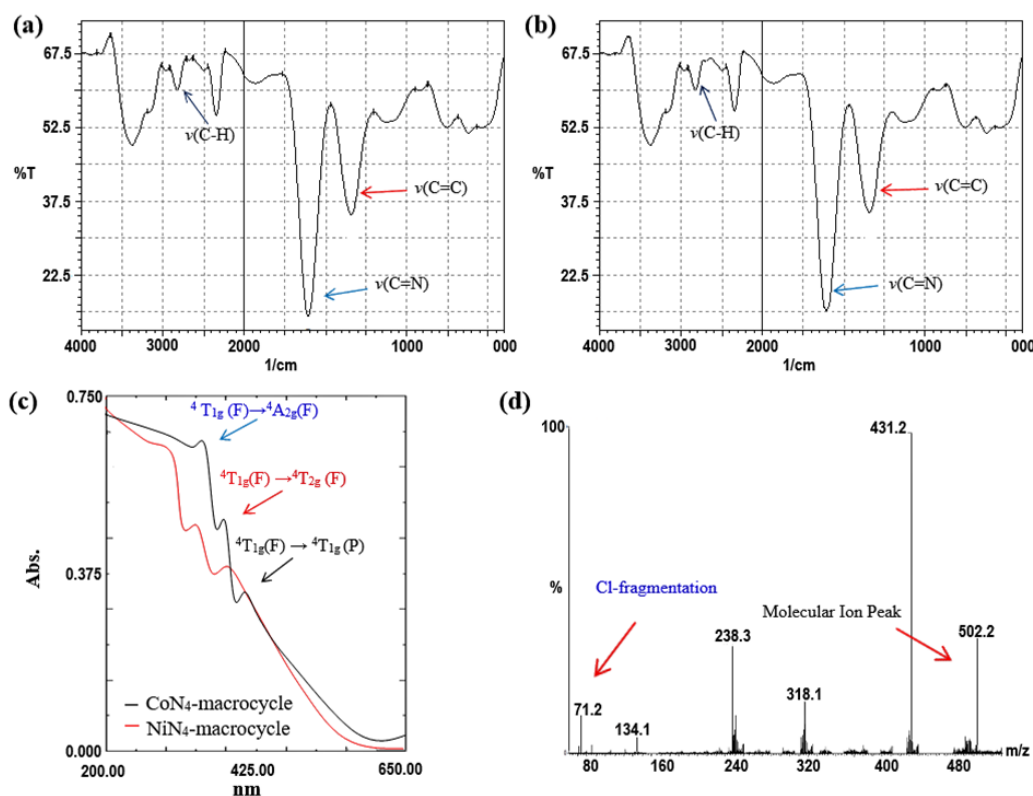 (a)
67.5
52.5
%T
37.5
22.5
ν(C-H)
ν(C=C)
ν(C=N)
4000 3000 2000 1000 000
1/cm
(b)
67.5
52.5
%T
37.5
22.5
ν(C-H)
ν(C=C)
ν(C=N)
4000 3000 2000 1000 000
1/cm
(c)
0.750
0.375
0.000
Abs.
⁴T₁g (F)→⁴A₂g(F)
⁴T₁g(F) →⁴T₂g (F)
⁴T₁g(F) → ⁴T₁g (P)
CoN₄-macrocycle
NiN₄-macrocycle
200.00 425.00 650.00
nm
(d)
100
%
431.2
Cl-fragmentation
Molecular Ion Peak
502.2
238.3
318.1
71.2
134.1
80 160 240 320 400 480 m/z